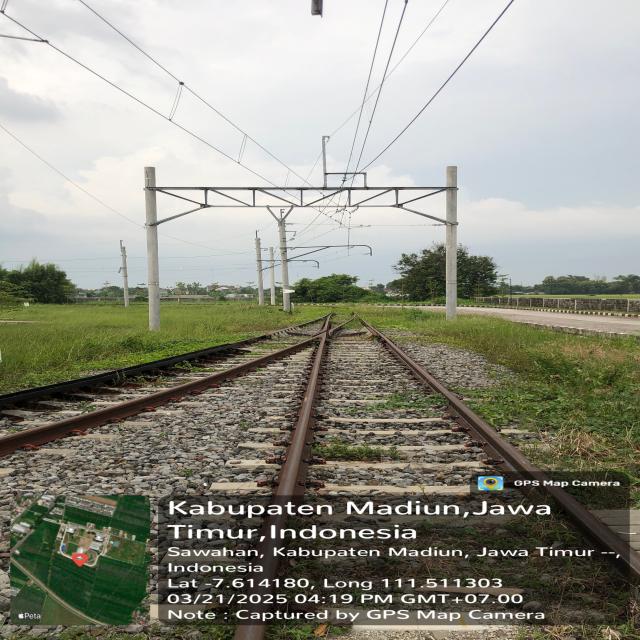 GPS Map Camera
Kabupaten Madiun,Jawa
Timur,Indonesia
Sawahan, Kabupaten Madiun, Jawa Timur --,
Indonesia
Lat -7.614180, Long 111.511303
03/21/2025 04:19 PM GMT+07:00
Note : Captured by GPS Map Camera
Peta